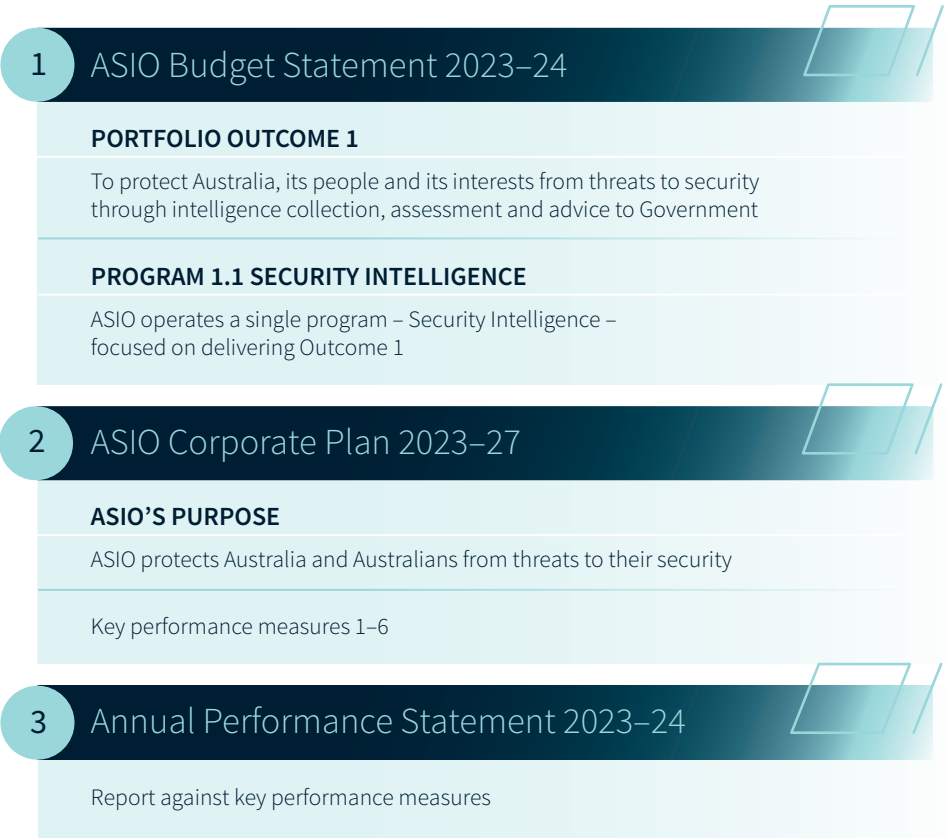 1
ASIO Budget Statement 2023–24
PORTFOLIO OUTCOME 1
To protect Australia, its people and its interests from threats to security
through intelligence collection, assessment and advice to Government
PROGRAM 1.1 SECURITY INTELLIGENCE
ASIO operates a single program – Security Intelligence –
focused on delivering Outcome 1
2
ASIO Corporate Plan 2023–27
ASIO’S PURPOSE
ASIO protects Australia and Australians from threats to their security
Key performance measures 1–6
3
Annual Performance Statement 2023–24
Report against key performance measures